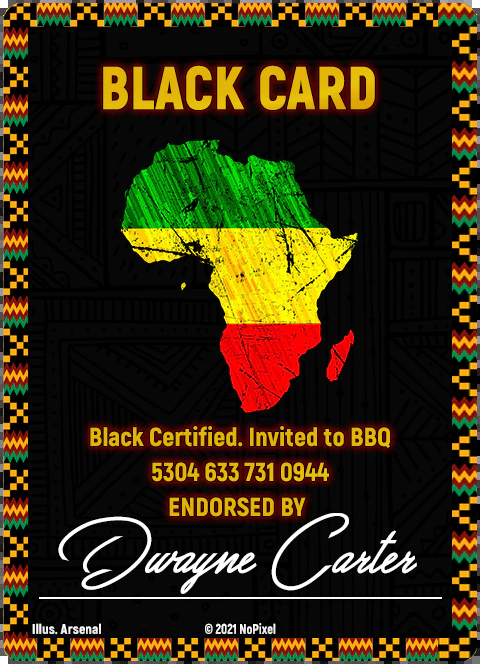 BLACK CARD
Black Certified. Invited to BBQ
5304 633 731 0944
ENDORSED BY
Dwayne Carter
Illus. Arsenal © 2021 NoPixel